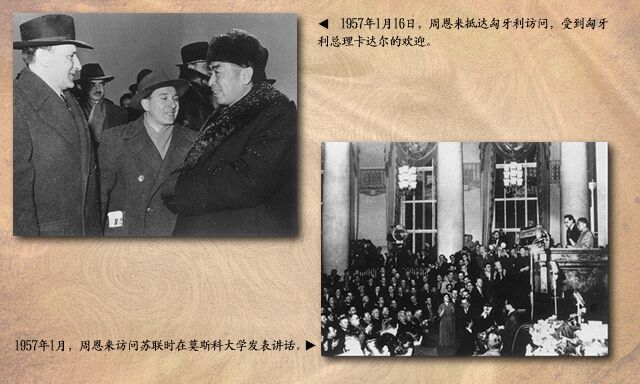 ◀ 1957年1月16日，周恩来抵达匈牙利访问，受到匈牙
利总理卡达尔的欢迎。
1957年1月，周恩来访问苏联时在莫斯科大学发表讲话。▶